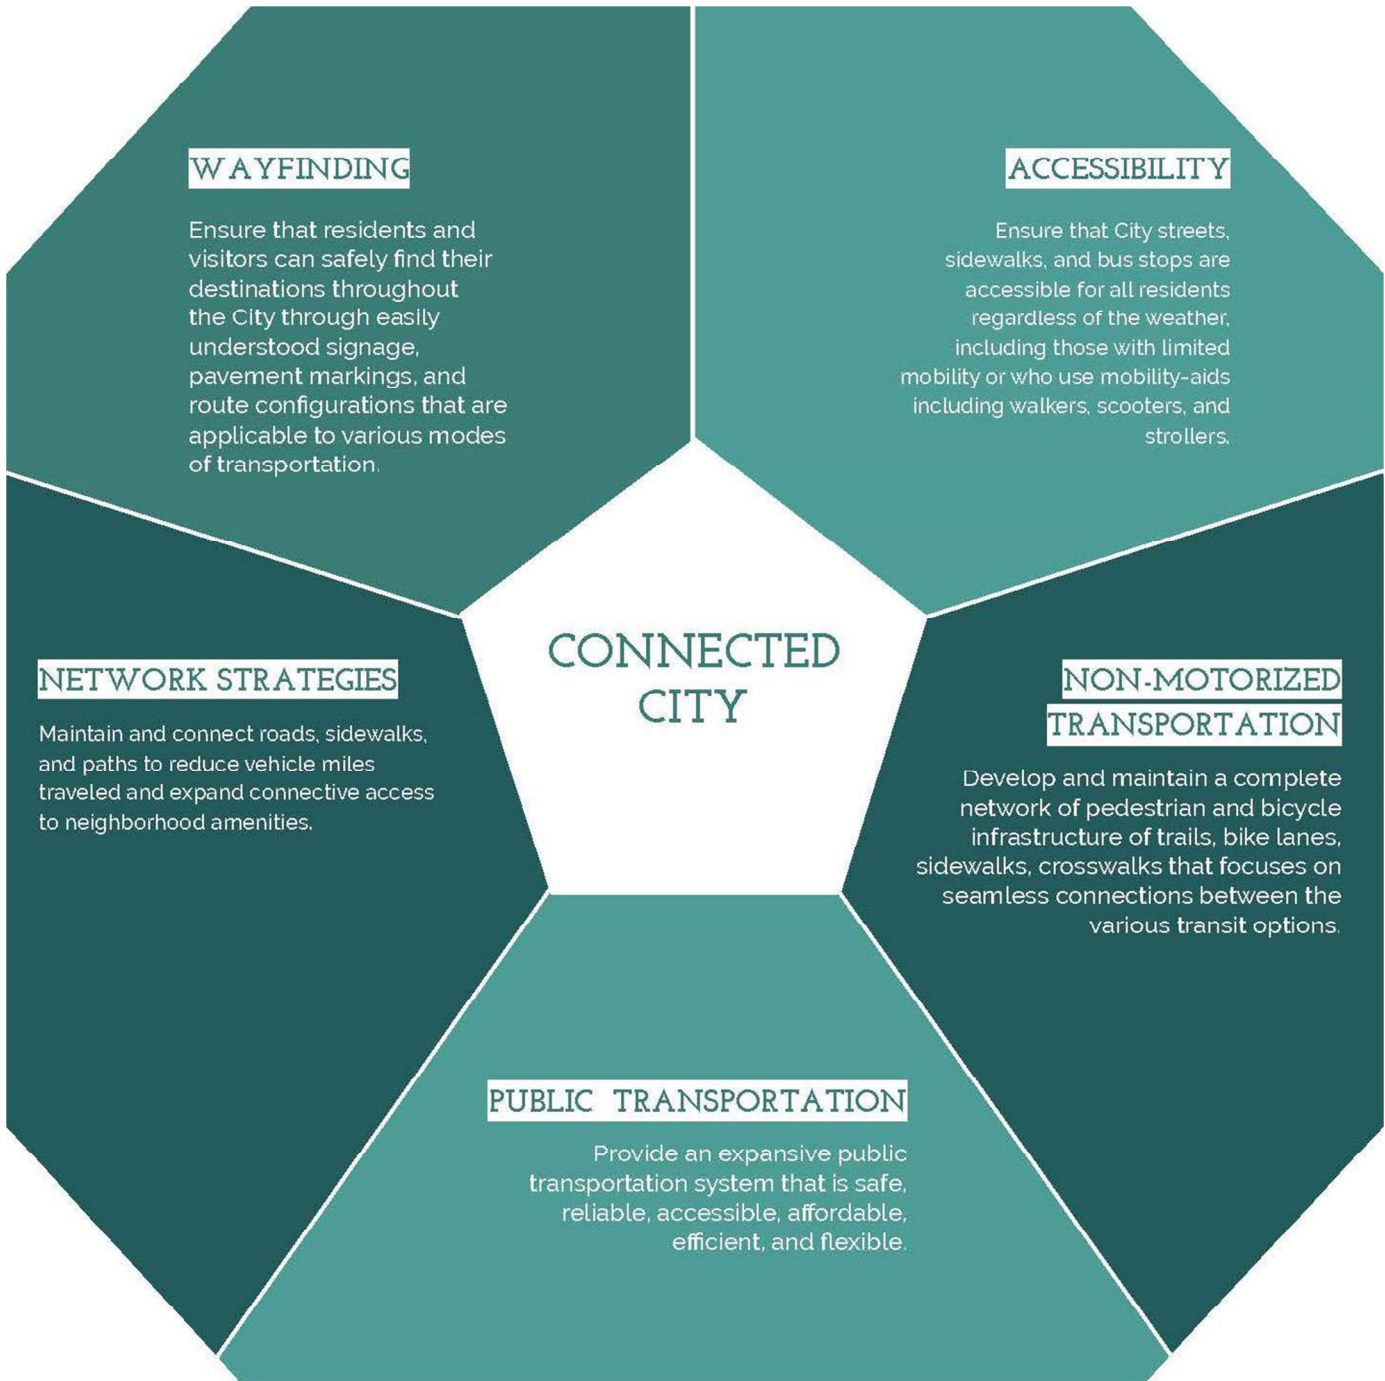 WAYFINDING
Ensure that residents and
visitors can safely find their
destinations throughout
the City through easily
understood signage,
pavement markings, and
route configurations that are
applicable to various modes
of transportation.
ACCESSIBILITY
Ensure that City streets,
sidewalks, and bus stops are
accessible for all residents
regardless of the weather,
including those with limited
mobility or who use mobility-aids
including walkers, scooters, and
strollers.
CONNECTED
CITY
NETWORK STRATEGIES
Maintain and connect roads, sidewalks,
and paths to reduce vehicle miles
traveled and expand connective access
to neighborhood amenities.
NON-MOTORIZED
TRANSPORTATION
Develop and maintain a complete
network of pedestrian and bicycle
infrastructure of trails, bike lanes,
sidewalks, crosswalks that focuses on
seamless connections between the
various transit options.
PUBLIC TRANSPORTATION
Provide an expansive public
transportation system that is safe,
reliable, accessible, affordable,
efficient, and flexible.